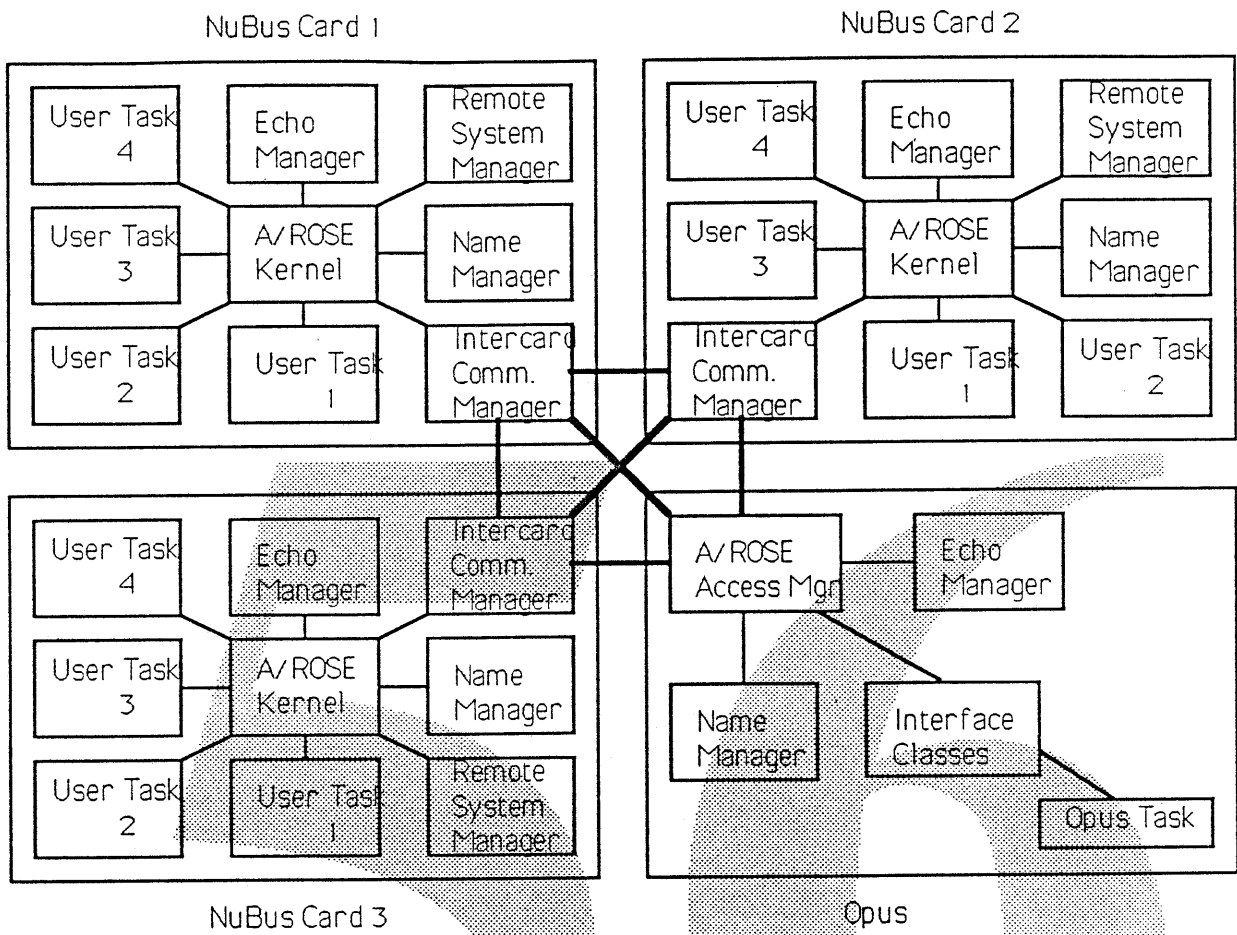 NuBus Card 1
User Task
4
Echo
Manager
Remote
System
Manager
User Task
3
A/ROSE
Kernel
Name
Manager
User Task
2
User Task
1
Intercard
Comm.
Manager
NuBus Card 2
User Task
4
Echo
Manager
Remote
System
Manager
User Task
3
A/ROSE
Kernel
Name
Manager
Intercard
Comm.
Manager
User Task
1
User Task
2
User Task
4
Echo
Manager
Intercard
Comm.
Manager
User Task
3
A/ROSE
Kernel
Name
Manager
User Task
2
User Task
1
Remote
System
Manager
NuBus Card 3
A/ROSE
Access Mgr
Echo
Manager
Name
Manager
Interface
Classes
Opus Task
Opus